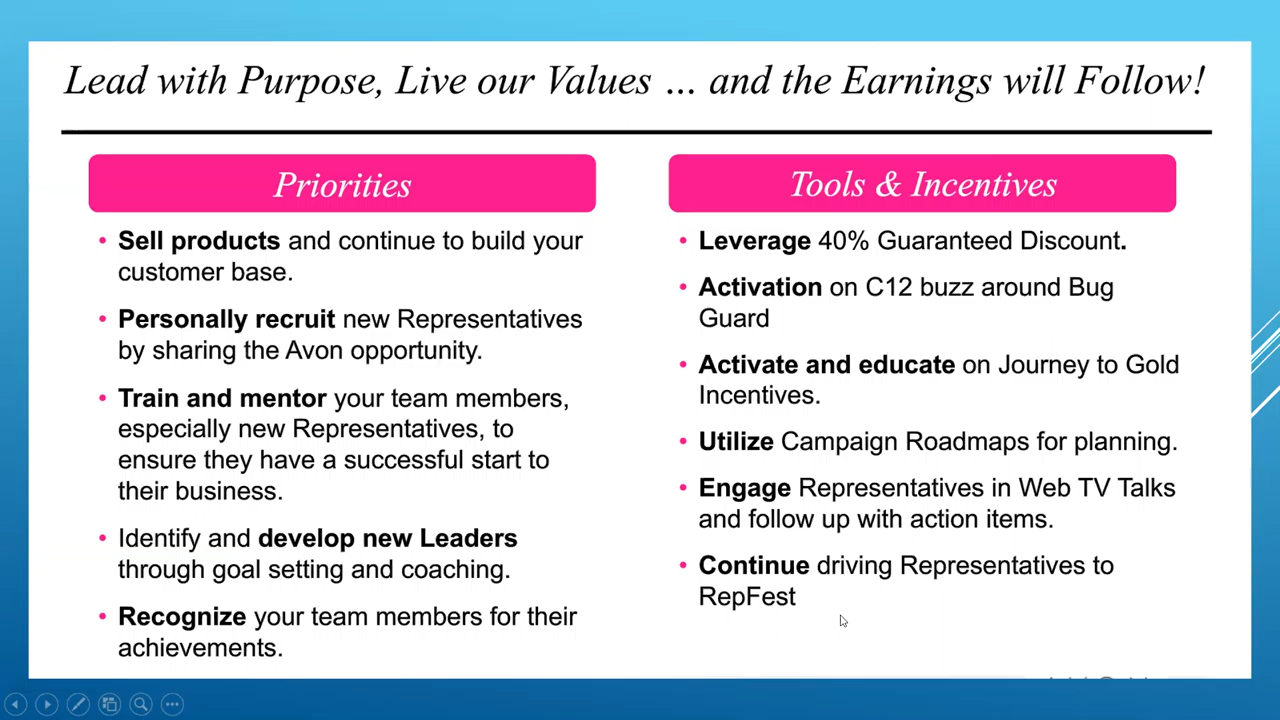 Lead with Purpose, Live our Values ... and the Earnings will Follow!
Priorities
• Sell products and continue to build your
customer base.
• Personally recruit new Representatives
by sharing the Avon opportunity.
• Train and mentor your team members,
especially new Representatives, to
ensure they have a successful start to
their business.
• Identify and develop new Leaders
through goal setting and coaching.
• Recognize your team members for their
achievements.
Tools & Incentives
• Leverage 40% Guaranteed Discount.
• Activation on C12 buzz around Bug
Guard
• Activate and educate on Journey to Gold
Incentives.
• Utilize Campaign Roadmaps for planning.
• Engage Representatives in Web TV Talks
and follow up with action items.
• Continue driving Representatives to
RepFest